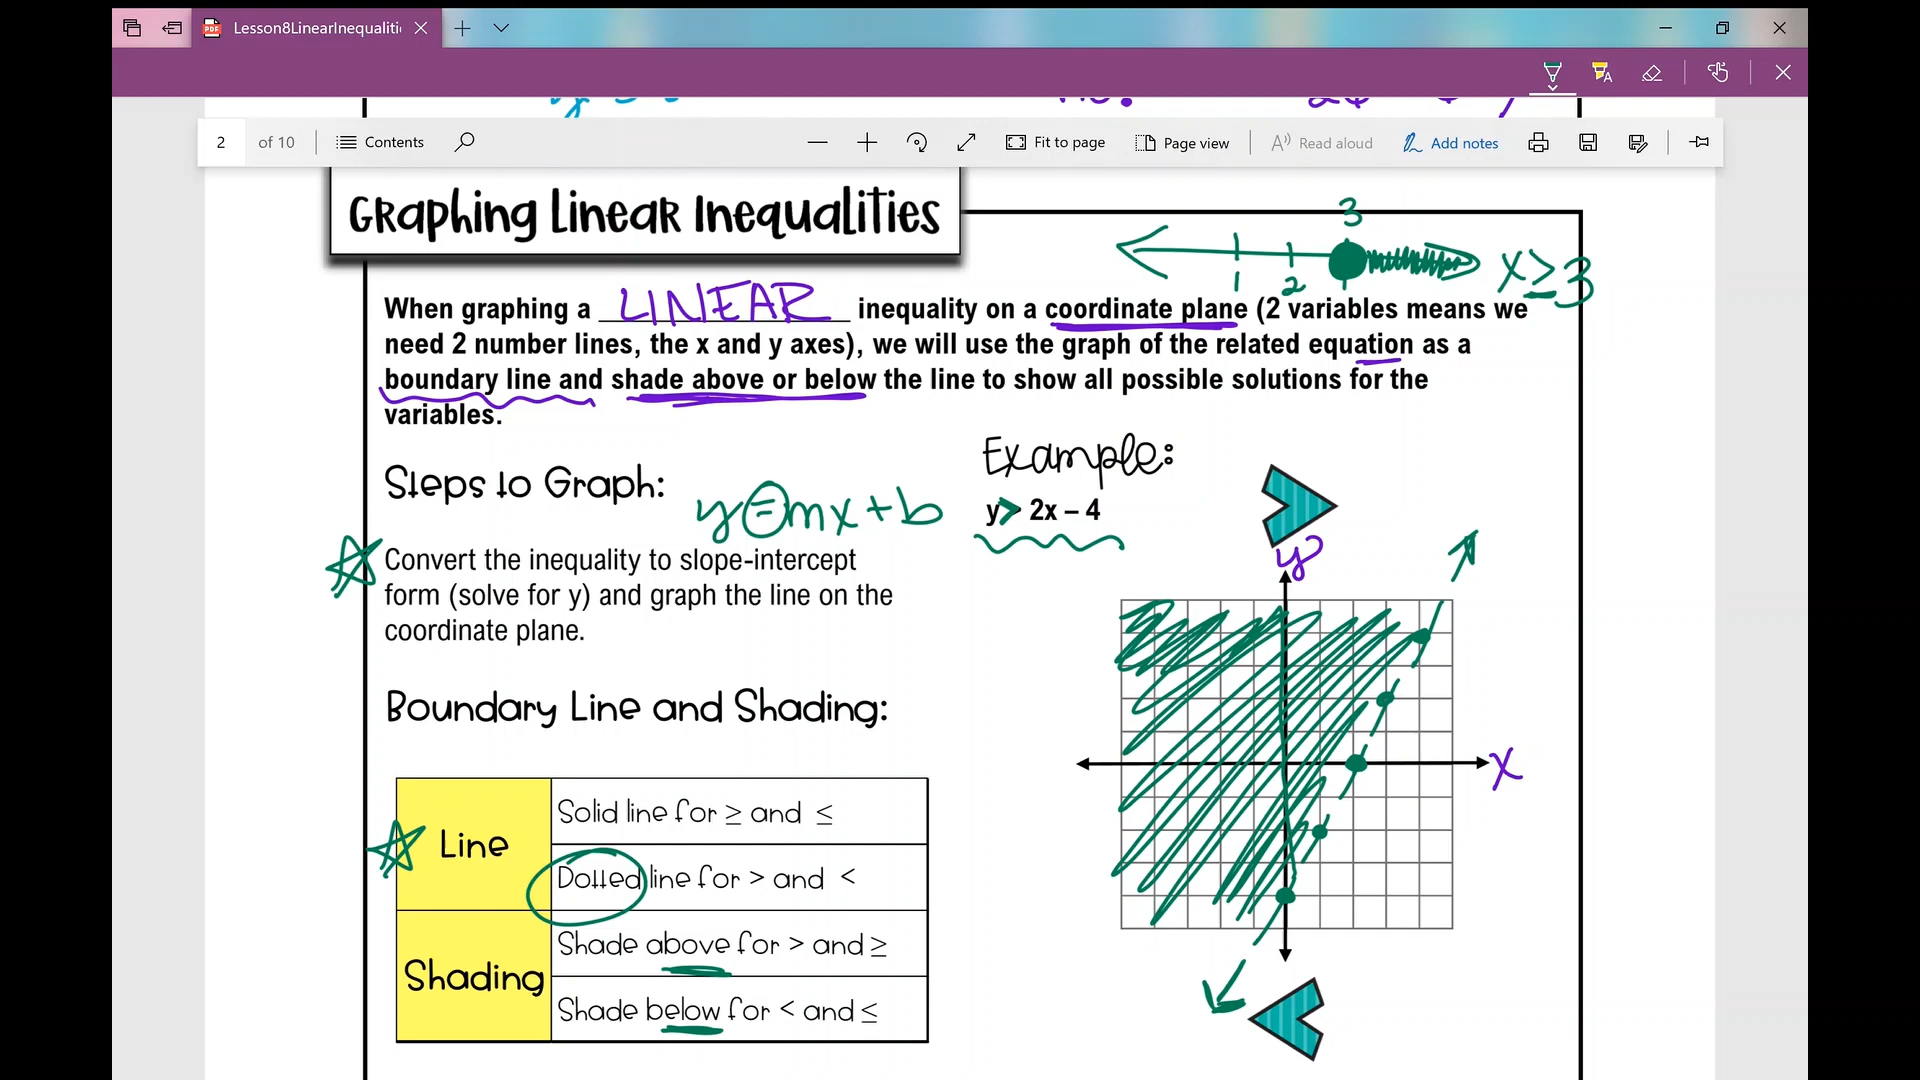 Lesson8LinearInequaliti
2 of 10 Contents Fit to page Page view Read aloud Add notes
Graphing Linear Inequalities
3
1 2
x ≥ 3
When graphing a LINEAR inequality on a coordinate plane (2 variables means we
need 2 number lines, the x and y axes), we will use the graph of the related equation as a
boundary line and shade above or below the line to show all possible solutions for the
variables.
Steps to Graph:
y = mx + b
Convert the inequality to slope-intercept
form (solve for y) and graph the line on the
coordinate plane.
Example:
y > 2x – 4
y
x
Boundary Line and Shading:
Line
Solid line for ≥ and ≤
Dotted line for > and <
Shading
Shade above for > and ≥
Shade below for < and ≤